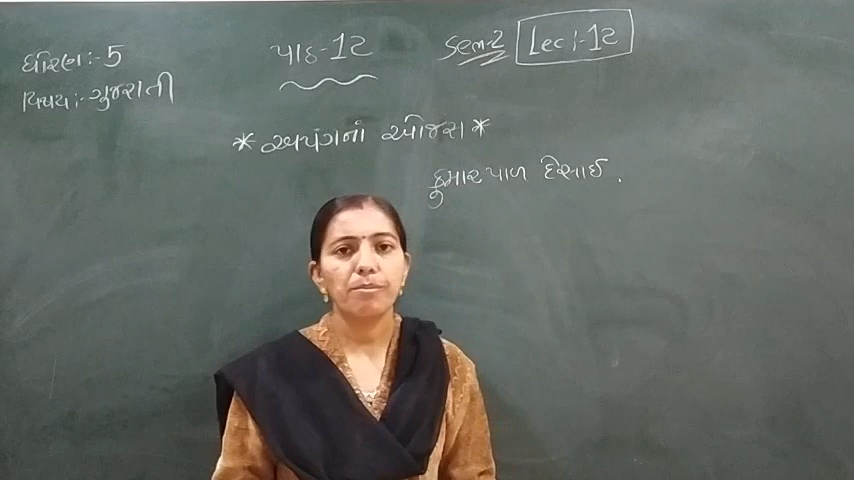 ધોરણ:-5
પાઠ-12
sem-2
Lec:-12
વિષય:-ગુજરાતી
*અપંગનાં ઓજસ*
કુમારપાળ દેસાઈ.